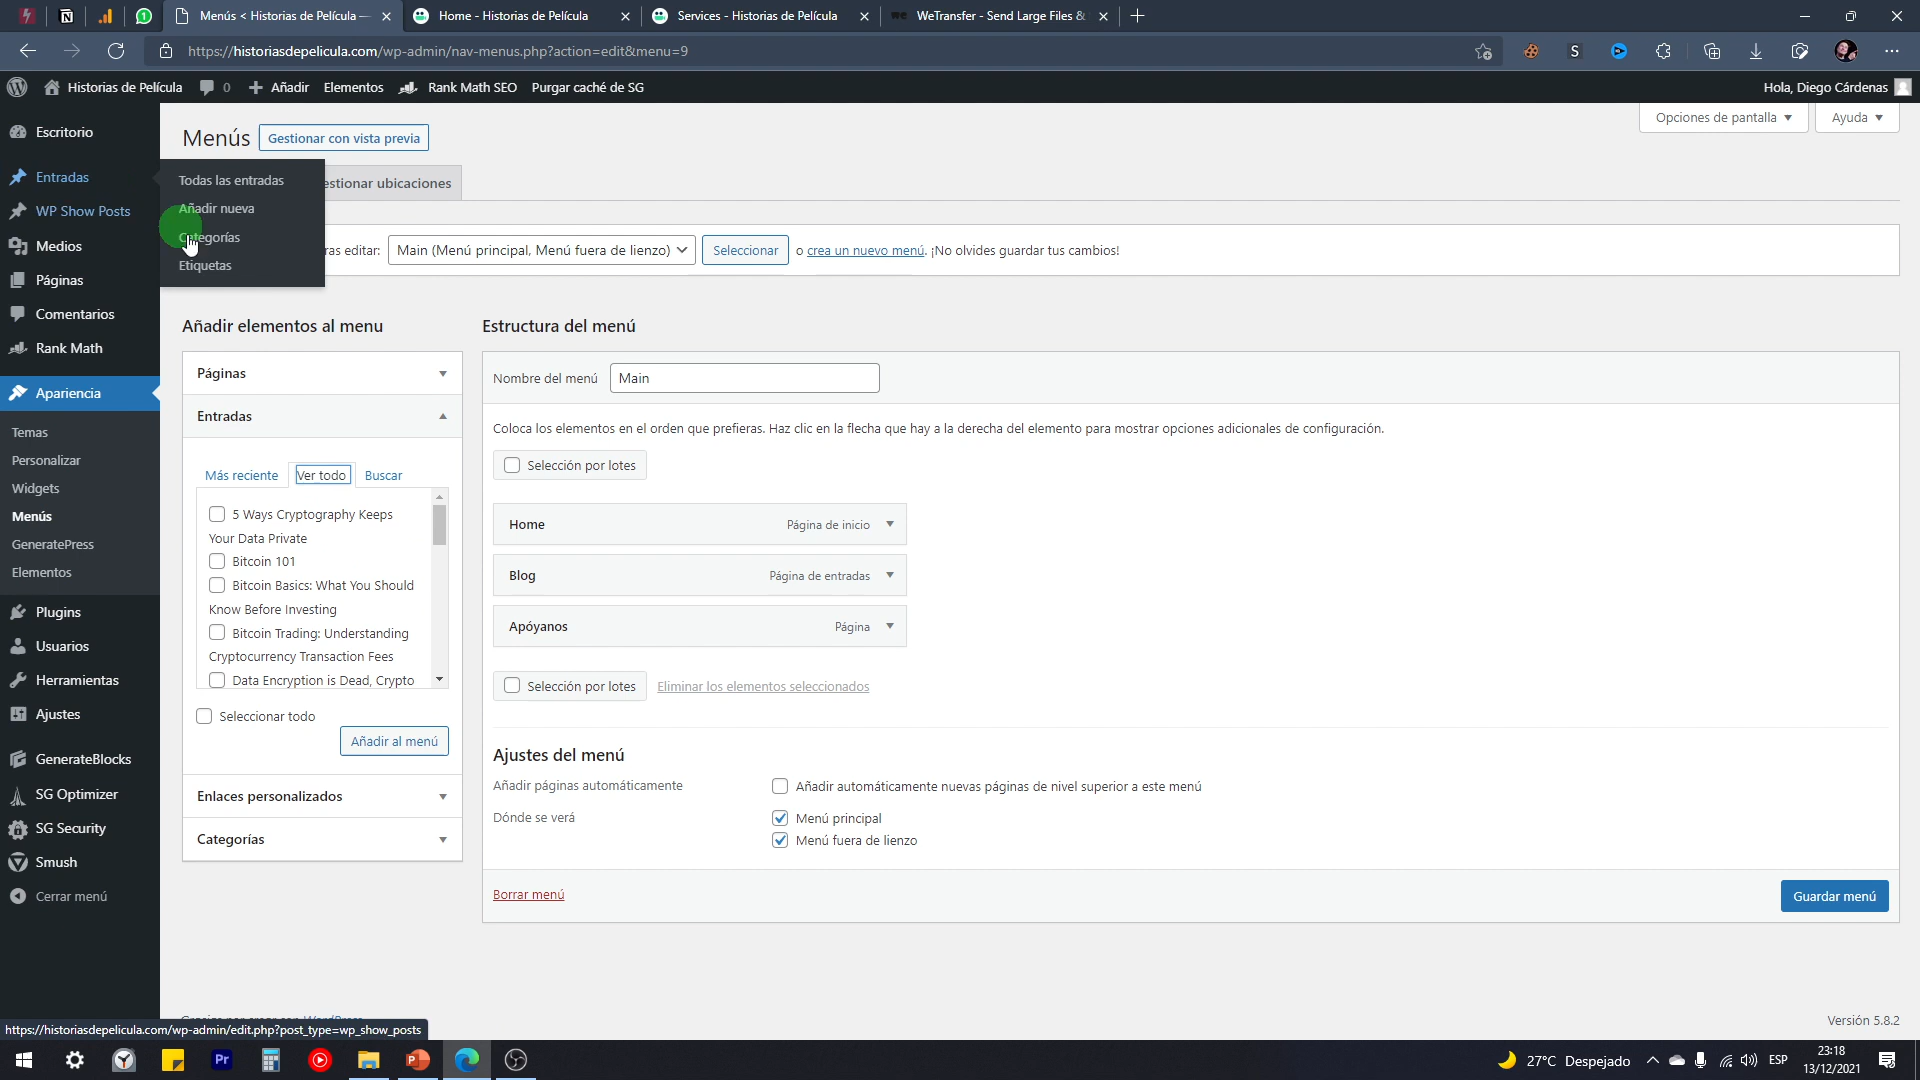 Menús < Historias de Película —
Home - Historias de Película
Services - Historias de Película
WeTransfer - Send Large Files &
https://historiasdepelicula.com/wp-admin/nav-menus.php?action=edit&menu=9
Historias de Película
0
Añadir
Elementos
Rank Math SEO
Purgar caché de SG
Hola, Diego Cárdenas
Opciones de pantalla
Ayuda
Menús
Gestionar con vista previa
estionar ubicaciones
Escritorio
Entradas
WP Show Posts
Medios
Páginas
Comentarios
Rank Math
Apariencia
Temas
Personalizar
Widgets
Menús
GeneratePress
Elementos
Plugins
Usuarios
Herramientas
Ajustes
GenerateBlocks
SG Optimizer
SG Security
Smush
Cerrar menú
Todas las entradas
Añadir nueva
Categorías
Etiquetas
ras editar:
Main (Menú principal, Menú fuera de lienzo)
Seleccionar
o crea un nuevo menú. ¡No olvides guardar tus cambios!
Añadir elementos al menu
Páginas
Entradas
Más reciente
Ver todo
Buscar
5 Ways Cryptography Keeps
Your Data Private
Bitcoin 101
Bitcoin Basics: What You Should
Know Before Investing
Bitcoin Trading: Understanding
Cryptocurrency Transaction Fees
Data Encryption is Dead, Crypto
Seleccionar todo
Añadir al menú
Enlaces personalizados
Categorías
Estructura del menú
Nombre del menú
Main
Coloca los elementos en el orden que prefieras. Haz clic en la flecha que hay a la derecha del elemento para mostrar opciones adicionales de configuración.
Selección por lotes
Home
Página de inicio
Blog
Página de entradas
Apóyanos
Página
Selección por lotes
Eliminar los elementos seleccionados
Ajustes del menú
Añadir páginas automáticamente
Añadir automáticamente nuevas páginas de nivel superior a este menú
Dónde se verá
Menú principal
Menú fuera de lienzo
Borrar menú
Guardar menú
Versión 5.8.2
https://historiasdepelicula.com/wp-admin/edit.php?post_type=wp_show_posts
27°C Despejado
ESP
23:18
13/12/2021